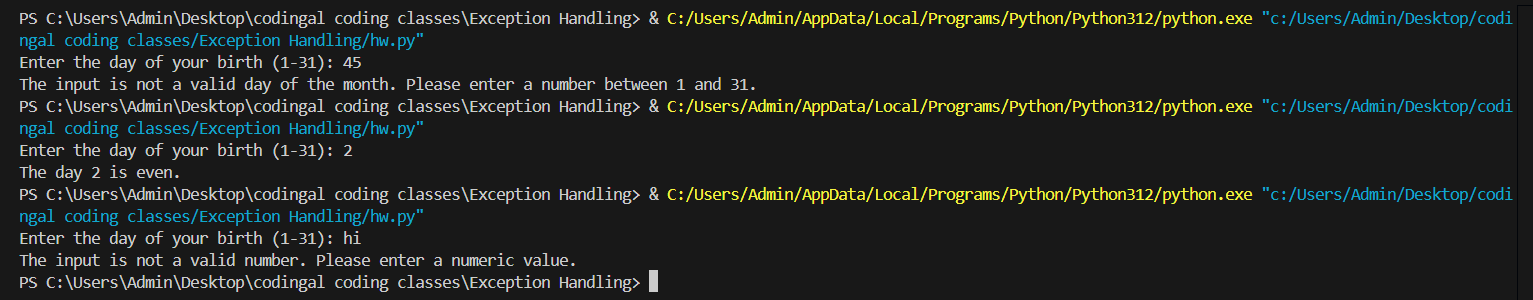 PS C:\Users\Admin\Desktop\codingal coding classes\Exception Handling> & C:/Users/Admin/AppData/Local/Programs/Python/Python312/python.exe "c:/Users/Admin/Desktop/codi
ngal coding classes/Exception Handling/hw.py"
Enter the day of your birth (1-31): 45
The input is not a valid day of the month. Please enter a number between 1 and 31.
PS C:\Users\Admin\Desktop\codingal coding classes\Exception Handling> & C:/Users/Admin/AppData/Local/Programs/Python/Python312/python.exe "c:/Users/Admin/Desktop/codi
ngal coding classes/Exception Handling/hw.py"
Enter the day of your birth (1-31): 2
The day 2 is even.
PS C:\Users\Admin\Desktop\codingal coding classes\Exception Handling> & C:/Users/Admin/AppData/Local/Programs/Python/Python312/python.exe "c:/Users/Admin/Desktop/codi
ngal coding classes/Exception Handling/hw.py"
Enter the day of your birth (1-31): hi
The input is not a valid number. Please enter a numeric value.
PS C:\Users\Admin\Desktop\codingal coding classes\Exception Handling>